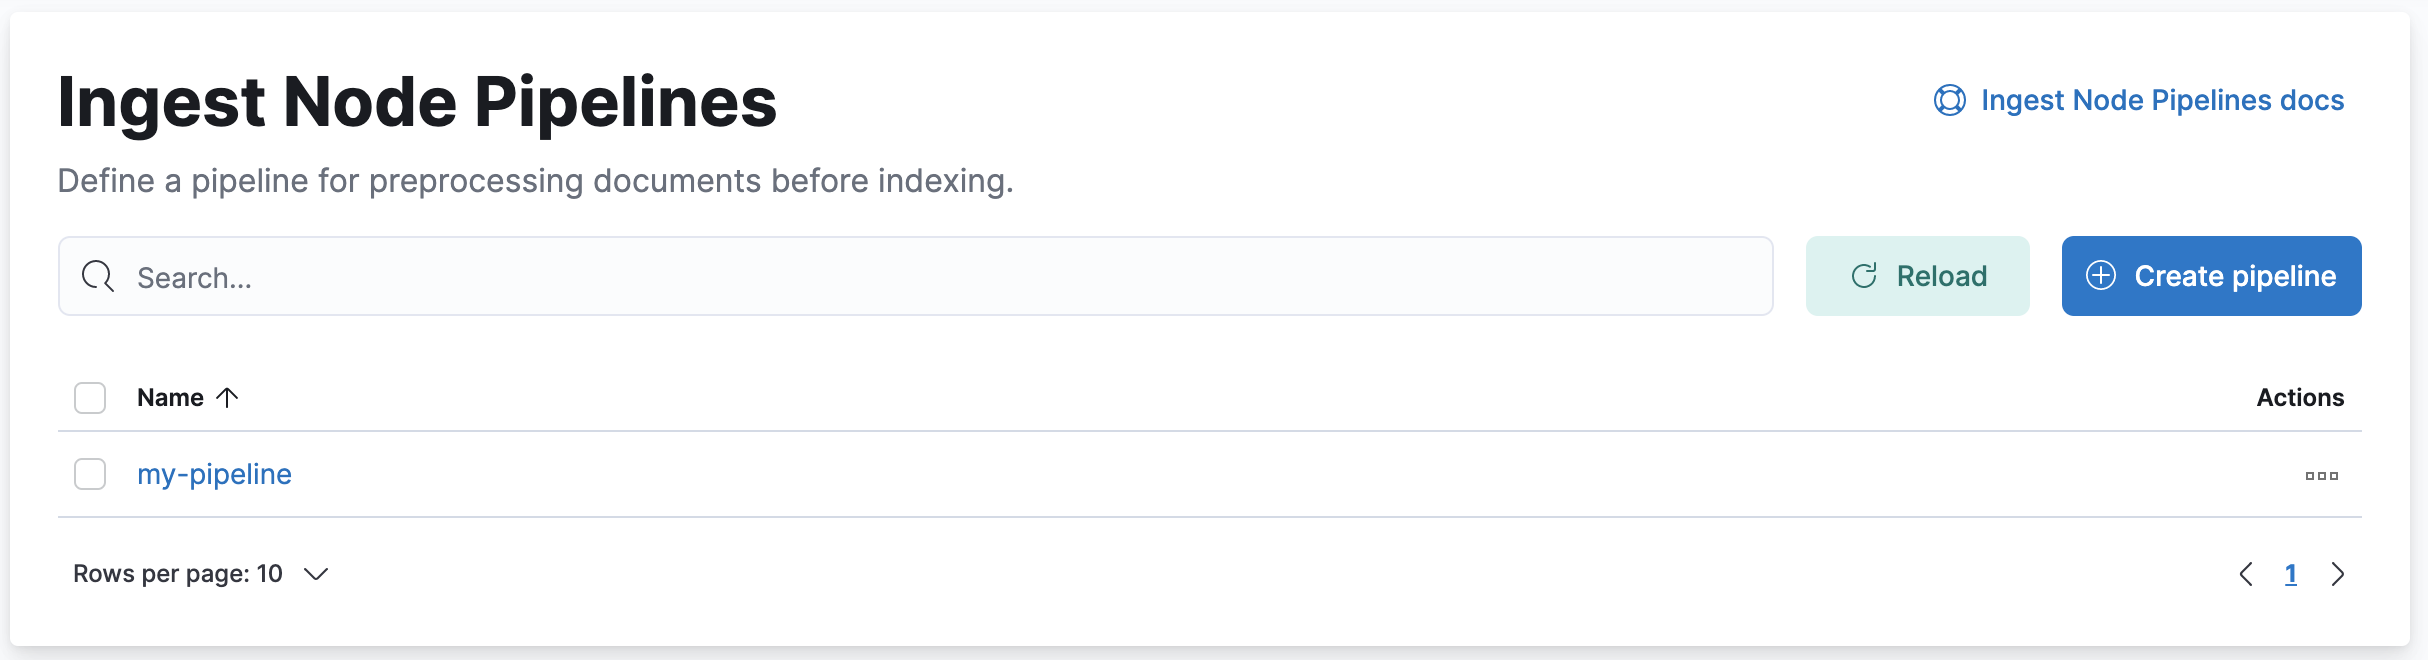 Ingest Node Pipelines
Ingest Node Pipelines docs
Define a pipeline for preprocessing documents before indexing.
Search...
Reload
Create pipeline
Name
Actions
my-pipeline
Rows per page: 10
1